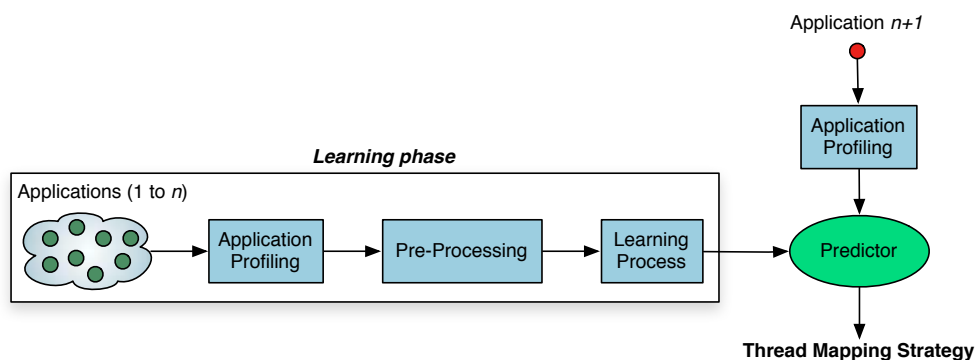 Application n+1
Application
Profiling
Learning phase
Applications (1 to n)
Application
Profiling
Pre-Processing
Learning
Process
Predictor
Thread Mapping Strategy